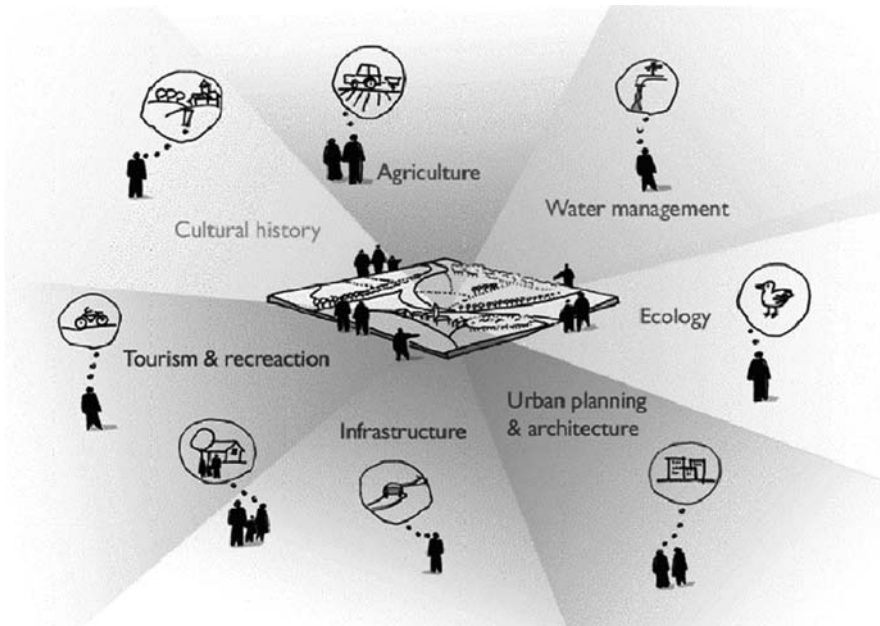 Agriculture
Water management
Cultural history
Ecology
Tourism & recreaction
Urban planning
& architecture
Infrastructure